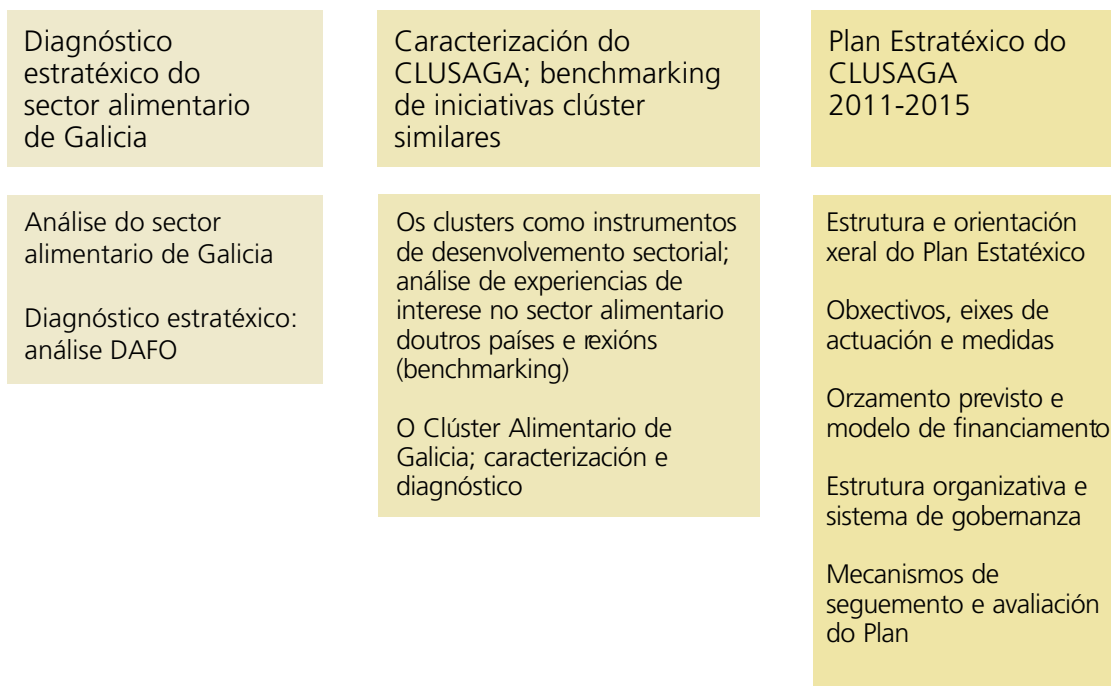 Diagnóstico
estratéxico do
sector alimentario
de Galicia
Caracterización do
CLUSAGA; benchmarking
de iniciativas clúster
similares
Plan Estratéxico do
CLUSAGA
2011-2015
Análise do sector
alimentario de Galicia
Diagnóstico estratéxico:
análise DAFO
Os clusters como instrumentos
de desenvolvemento sectorial;
análise de experiencias de
interese no sector alimentario
doutros países e rexións
(benchmarking)
O Clúster Alimentario de
Galicia; caracterización e
diagnóstico
Estrutura e orientación
xeral do Plan Estatéxico
Obxectivos, eixes de
actuación e medidas
Orzamento previsto e
modelo de financiamento
Estrutura organizativa e
sistema de gobernanza
Mecanismos de
seguemento e avaliación
do Plan